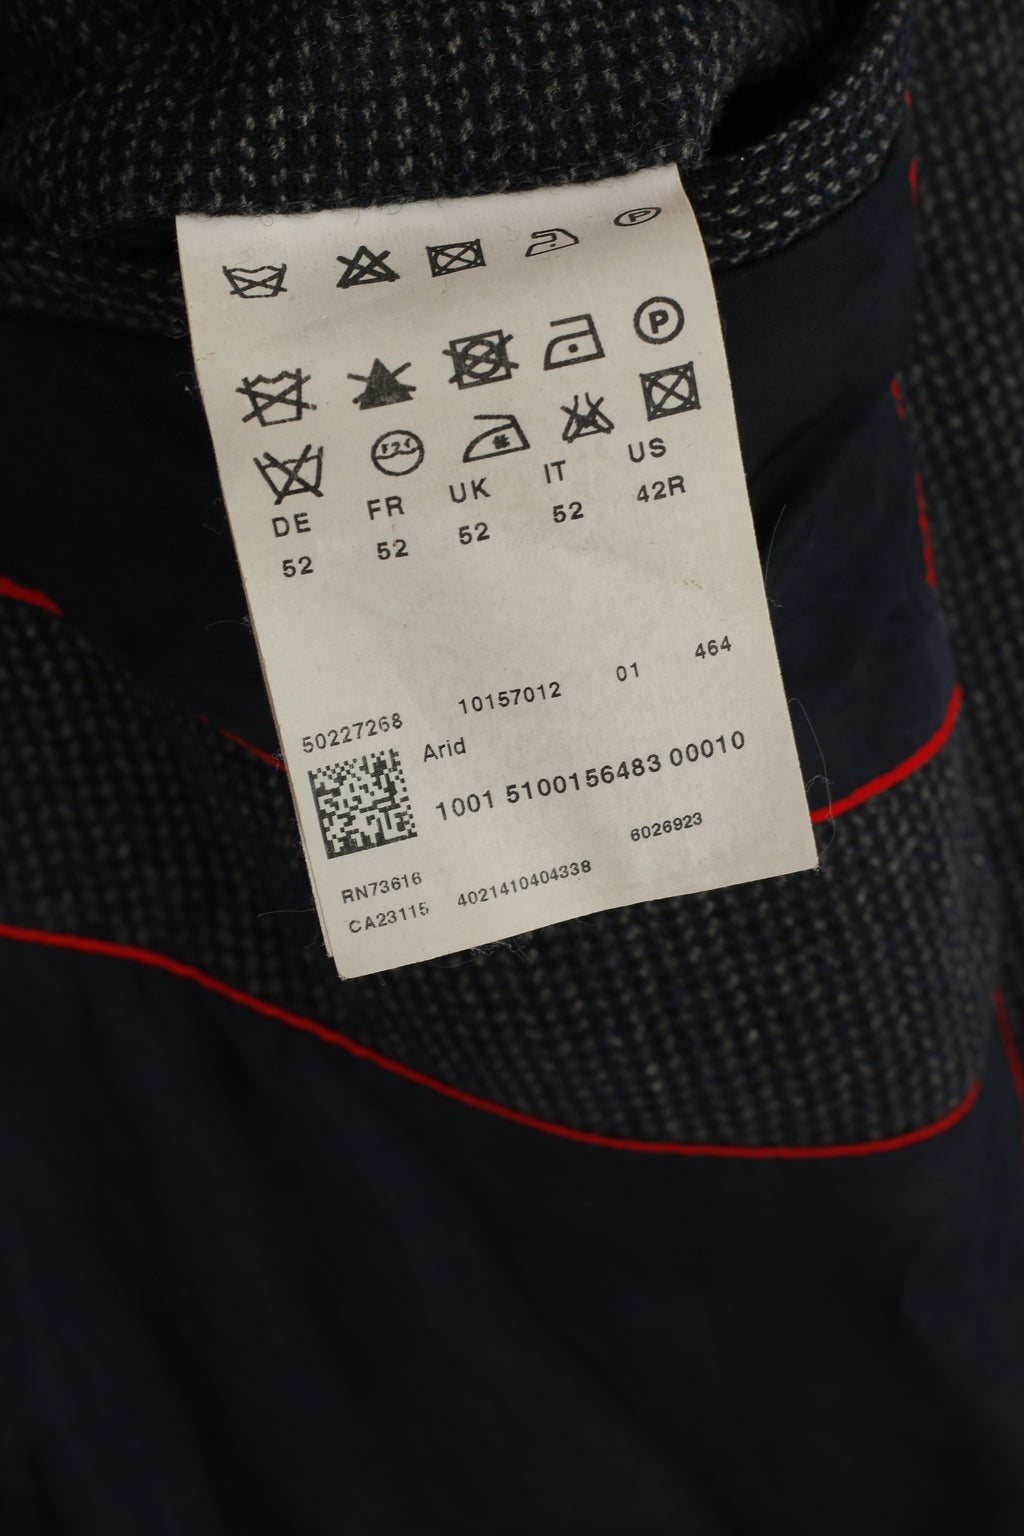 P
P
DE FR UK IT US
52 52 52 52 42R
50227268 10157012 01 464
Arid
1001 5100156483 00010
RN73616 6026923
CA23115 4021410404338